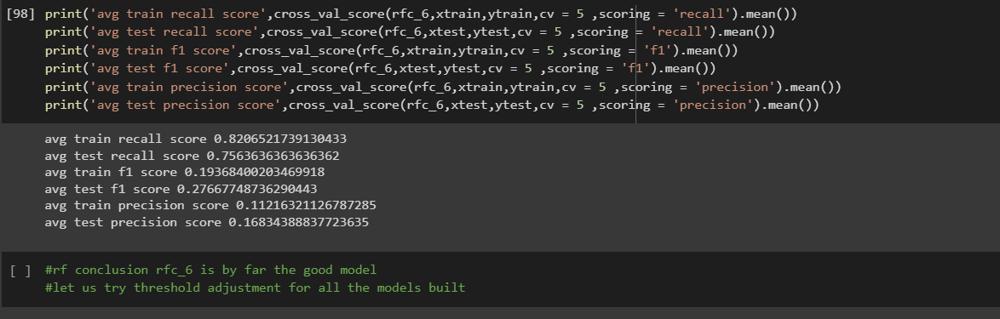 [98] print('avg train recall score',cross_val_score(rfc_6,xtrain,ytrain,cv = 5 ,scoring = 'recall').mean())
print('avg test recall score',cross_val_score(rfc_6,xtest,ytest,cv = 5 ,scoring = 'recall').mean())
print('avg train f1 score',cross_val_score(rfc_6,xtrain,ytrain,cv = 5 ,scoring = 'f1').mean())
print('avg test f1 score',cross_val_score(rfc_6,xtest,ytest,cv = 5 ,scoring = 'f1').mean())
print('avg train precision score',cross_val_score(rfc_6,xtrain,ytrain,cv = 5 ,scoring = 'precision').mean())
print('avg test precision score',cross_val_score(rfc_6,xtest,ytest,cv = 5 ,scoring = 'precision').mean())
avg train recall score 0.8206521739130433
avg test recall score 0.7563636363636362
avg train f1 score 0.19368400203469918
avg test f1 score 0.27667748736290443
avg train precision score 0.11216321126787285
avg test precision score 0.16834388837723635
[ ] #rf conclusion rfc_6 is by far the good model
#let us try threshold adjustment for all the models built